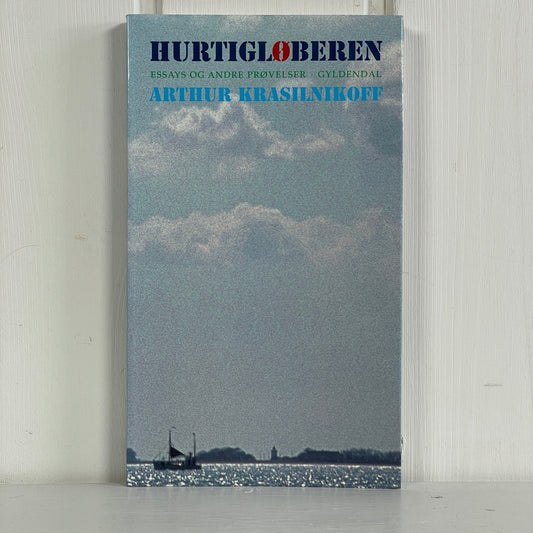 HURTIGLØBEREN
ESSAYS OG ANDRE PRØVELSER · GYLDENDAL
ARTHUR KRASILNIKOFF